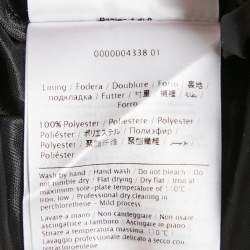 0000004338 01
Lining / Fodera / Doublure / Forro / 裏地 /
подкладка / Futter / 衬里 / 襯裡 /
Forro
100% Polyester / Poliestere / Polyester /
Poliéster / ポリエステル / Полиэфир /
Polyester / 聚酯纤维 / 聚酯纖維 /
Poliéster
Wash by hand / Hand wash / Do not bleach / Do
not tumble dry / Flat drying / Dry flat / Iron at
maximum sole-plate temperature of 110°C
iron, low / Professional dry cleaning in
perchloroethylene / Mild process
Lavare a mano / Non candeggiare / Non
asciugare a tamburo / Asciugare in piano /
Stirare a temperatura massima 110°C
Lavaggio professionale delicato a secco con